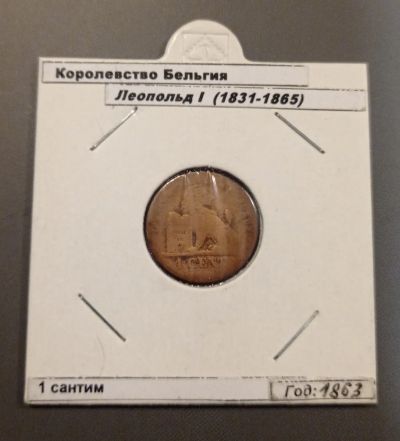 Королевство Бельгия
Леопольд I (1831-1865)
1 сантим
Год: 1863